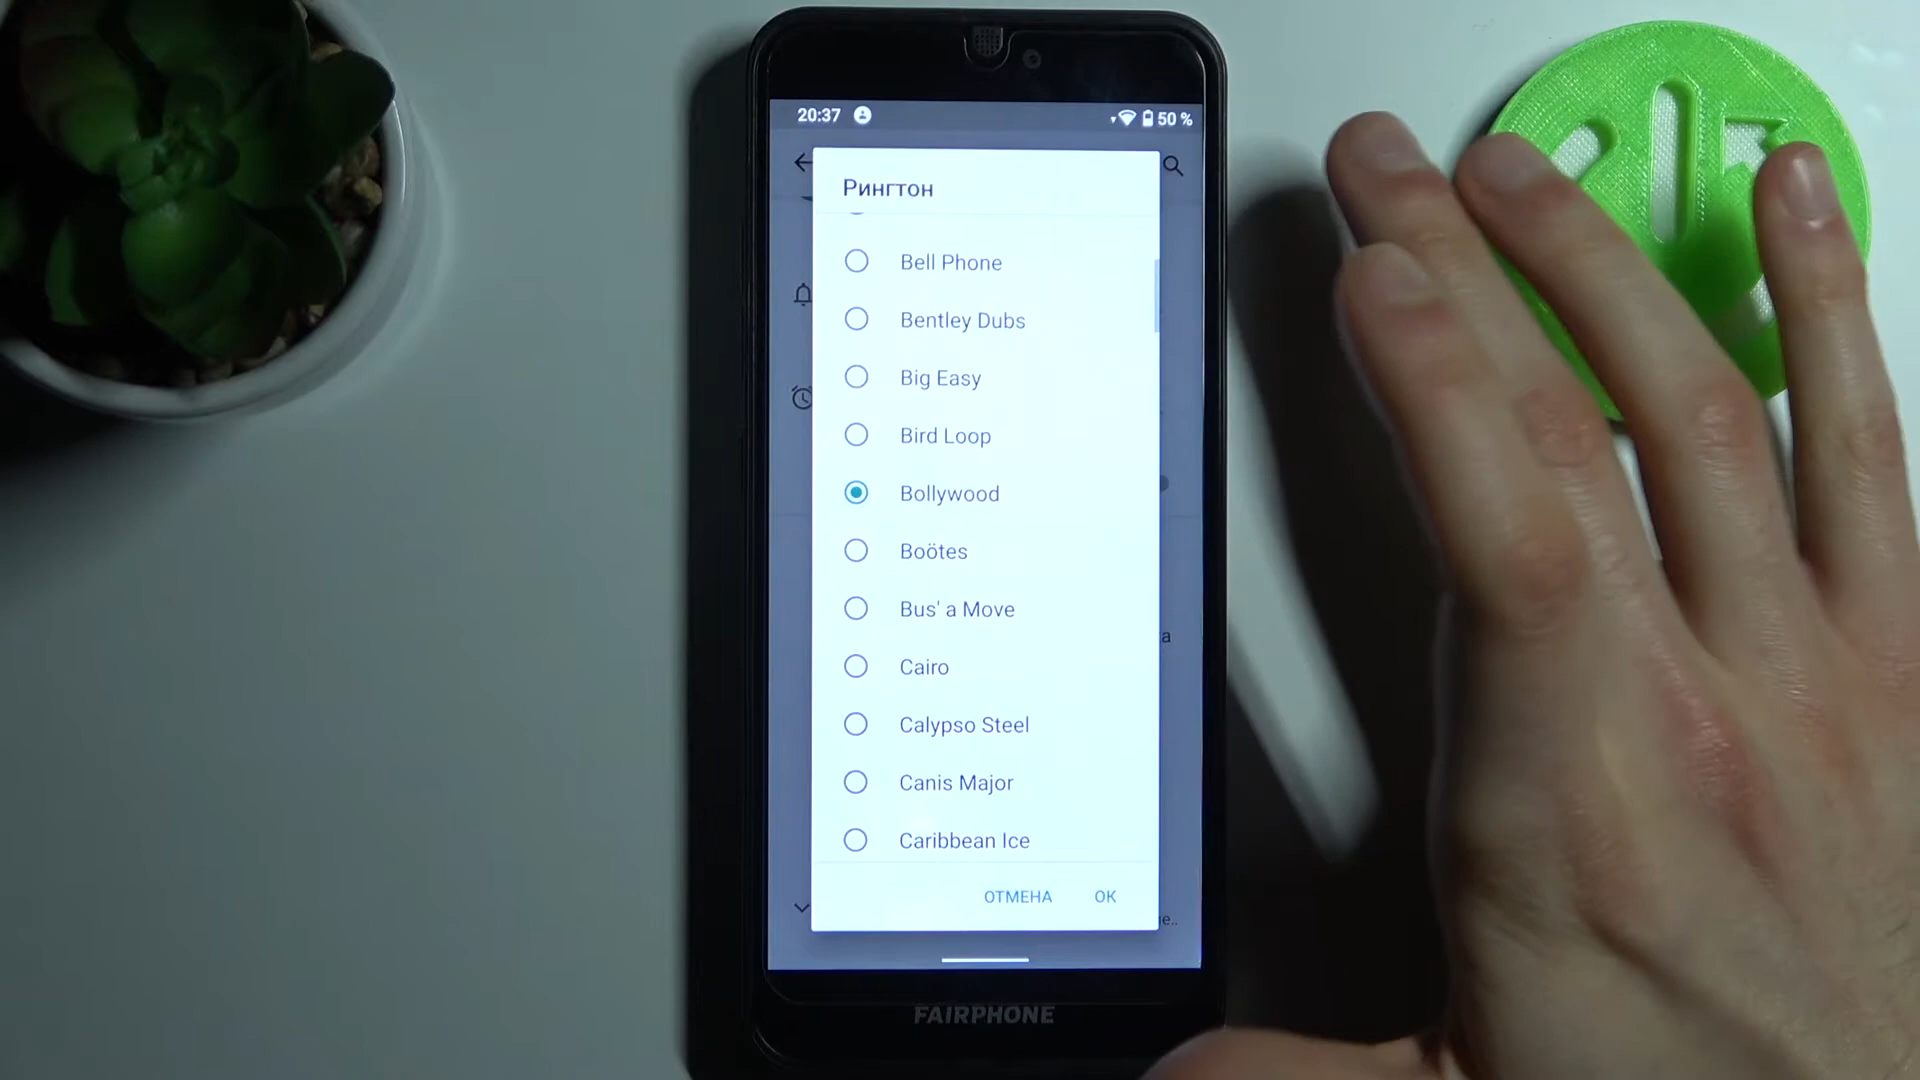 20:37
50 %
Рингтон
Bell Phone
Bentley Dubs
Big Easy
Bird Loop
Bollywood
Boötes
Bus' a Move
Cairo
Calypso Steel
Canis Major
Caribbean Ice
ОТМЕНА ОК
FAIRPHONE